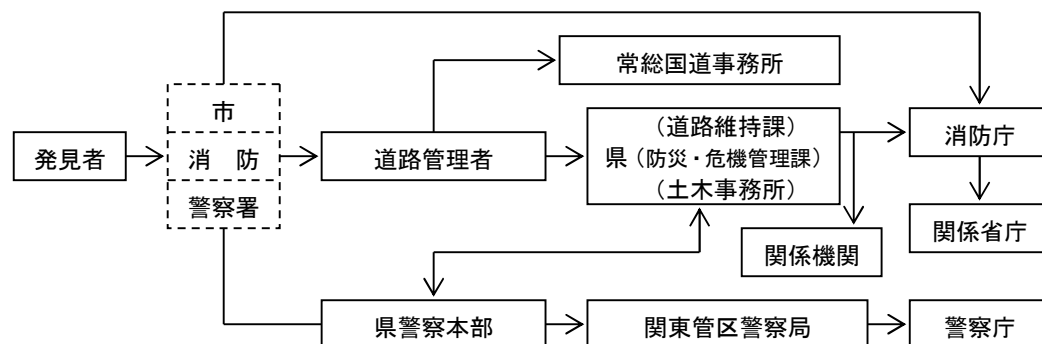 常総国道事務所
市
消　防
警察署
発見者
道路管理者
（道路維持課）
県（防災・危機管理課）
（土木事務所）
消防庁
関係機関
関係省庁
県警察本部
関東管区警察局
警察庁